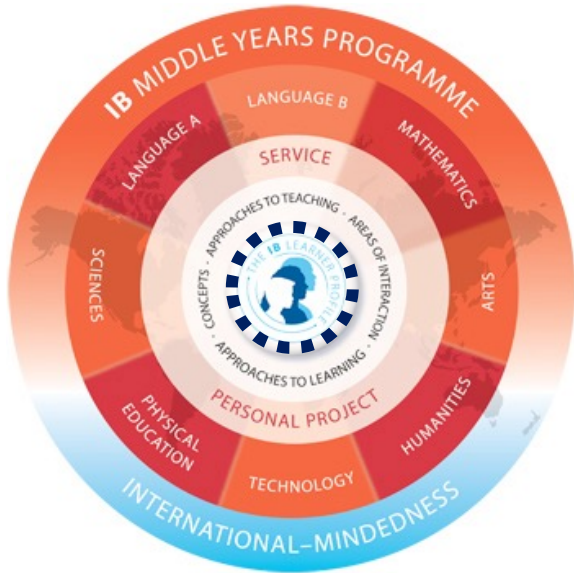 IB MIDDLE YEARS PROGRAMME
LANGUAGE A
LANGUAGE B
MATHEMATICS
SCIENCES
ARTS
PHYSICAL
EDUCATION
TECHNOLOGY
HUMANITIES
SERVICE
PERSONAL PROJECT
· CONCEPTS · APPROACHES TO TEACHING · AREAS OF INTERACTION
· APPROACHES TO LEARNING
THE IB LEARNER PROFILE
INTERNATIONAL–MINDEDNESS